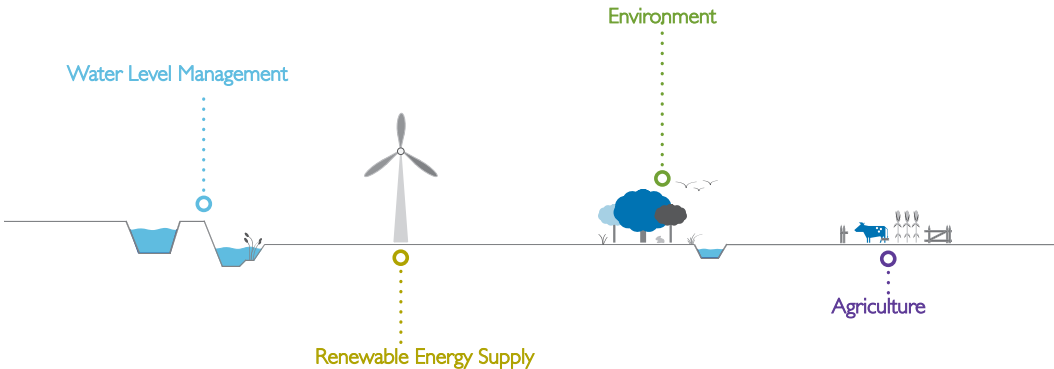 Environment
Water Level Management
Agriculture
Renewable Energy Supply